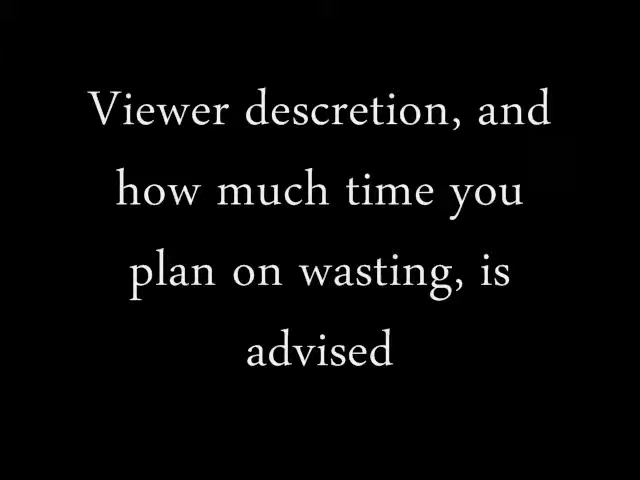 Viewer descretion, and
how much time you
plan on wasting, is
advised